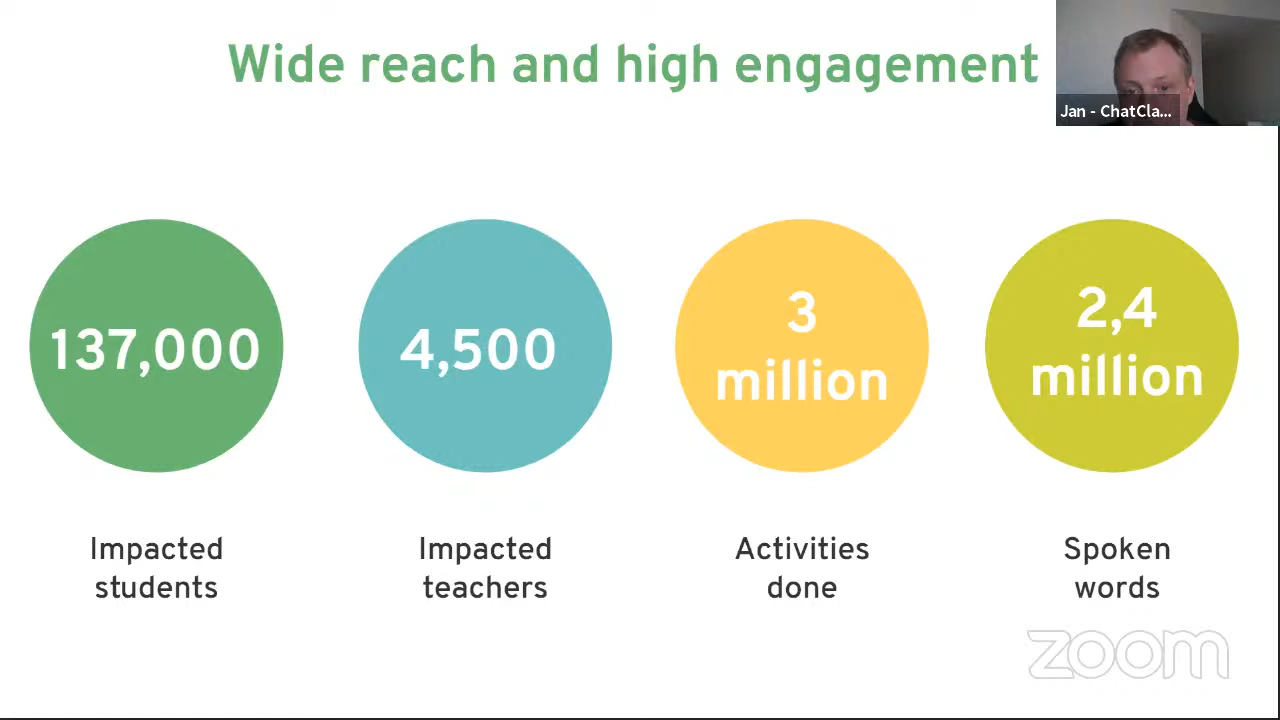 Wide reach and high engagement
Jan - ChatCla...
137,000
4,500
3
million
2,4
million
Impacted
students
Impacted
teachers
Activities
done
Spoken
words
zoom